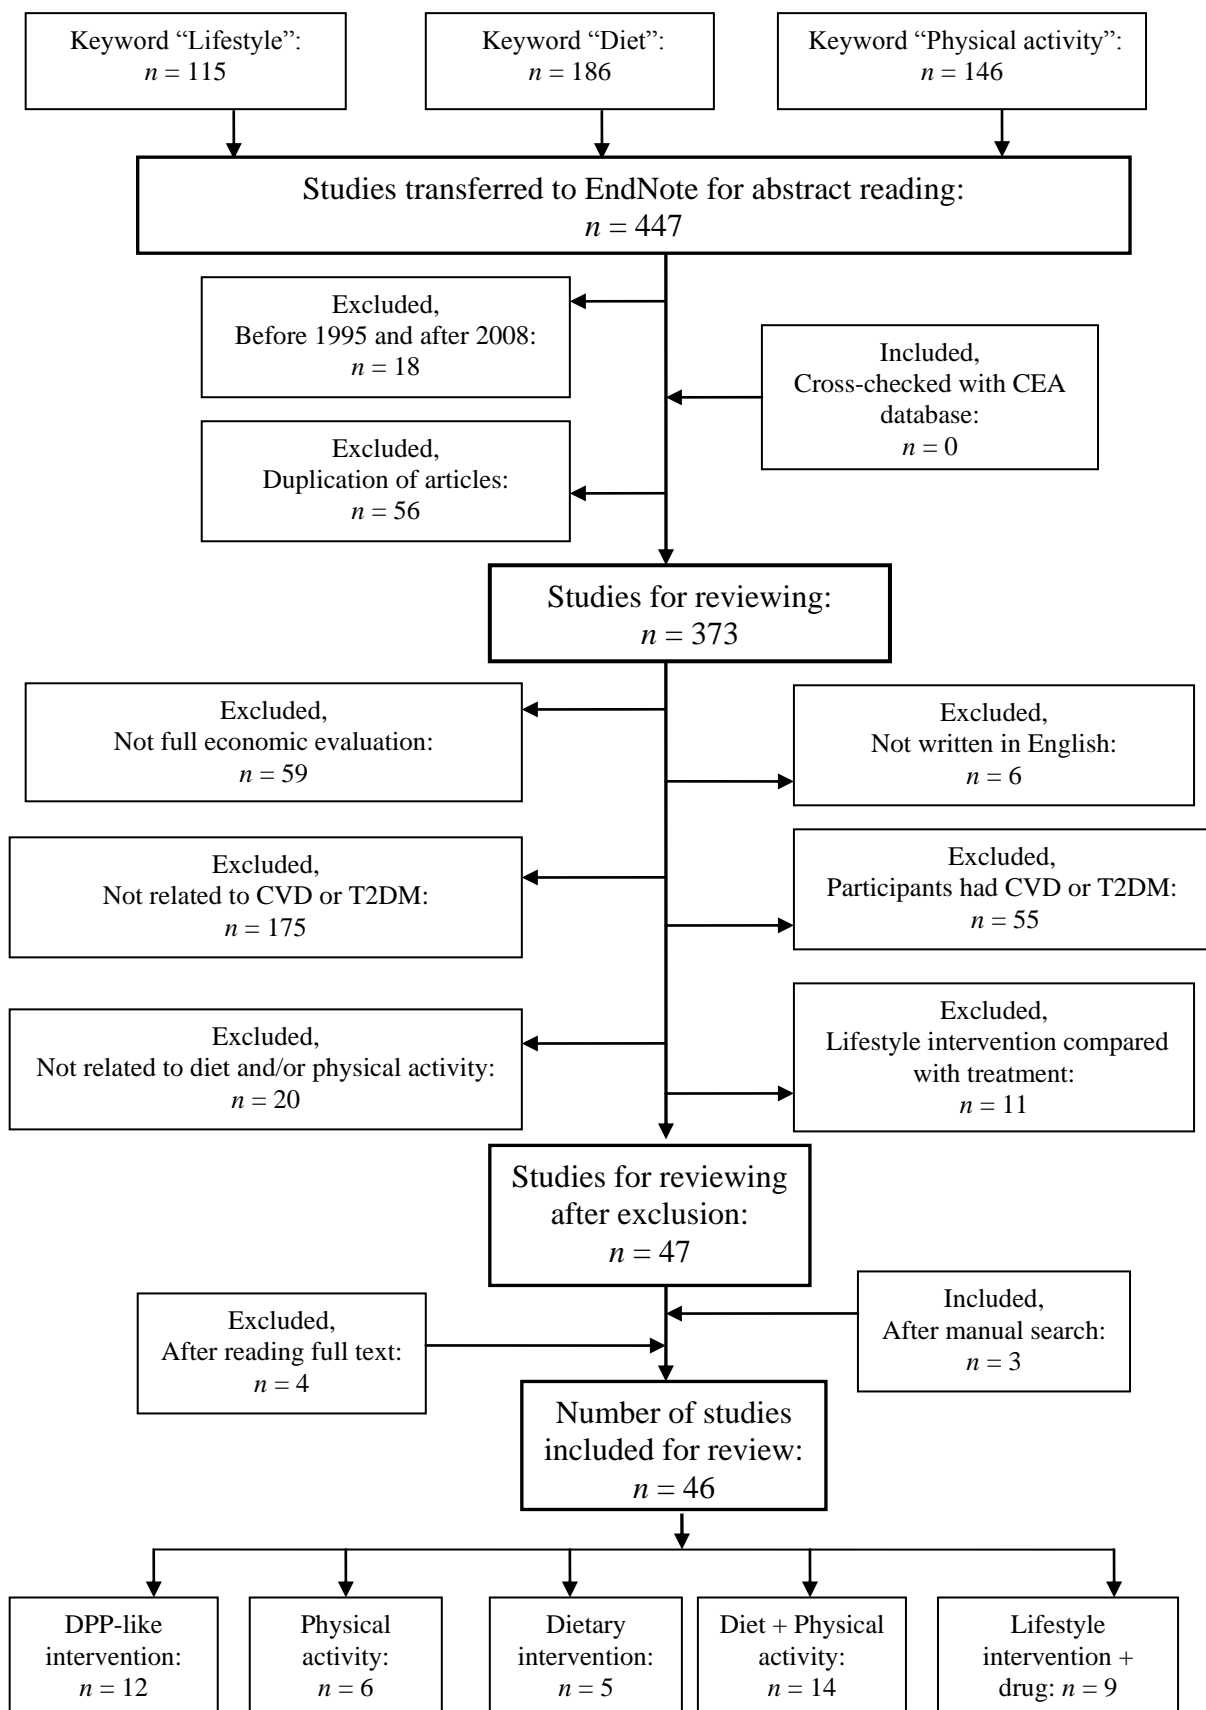 Keyword “Lifestyle”:
n = 115
Keyword “Diet”:
n = 186
Keyword “Physical activity”:
n = 146
Studies transferred to EndNote for abstract reading:
n = 447
Excluded,
Before 1995 and after 2008:
n = 18
Included,
Cross-checked with CEA
database:
n = 0
Excluded,
Duplication of articles:
n = 56
Studies for reviewing:
n = 373
Excluded,
Not full economic evaluation:
n = 59
Excluded,
Not written in English:
n = 6
Excluded,
Not related to CVD or T2DM:
n = 175
Excluded,
Participants had CVD or T2DM:
n = 55
Excluded,
Not related to diet and/or physical activity:
n = 20
Excluded,
Lifestyle intervention compared
with treatment:
n = 11
Studies for reviewing
after exclusion:
n = 47
Excluded,
After reading full text:
n = 4
Included,
After manual search:
n = 3
Number of studies
included for review:
n = 46
DPP-like
intervention:
n = 12
Physical
activity:
n = 6
Dietary
intervention:
n = 5
Diet + Physical
activity:
n = 14
Lifestyle
intervention +
drug: n = 9